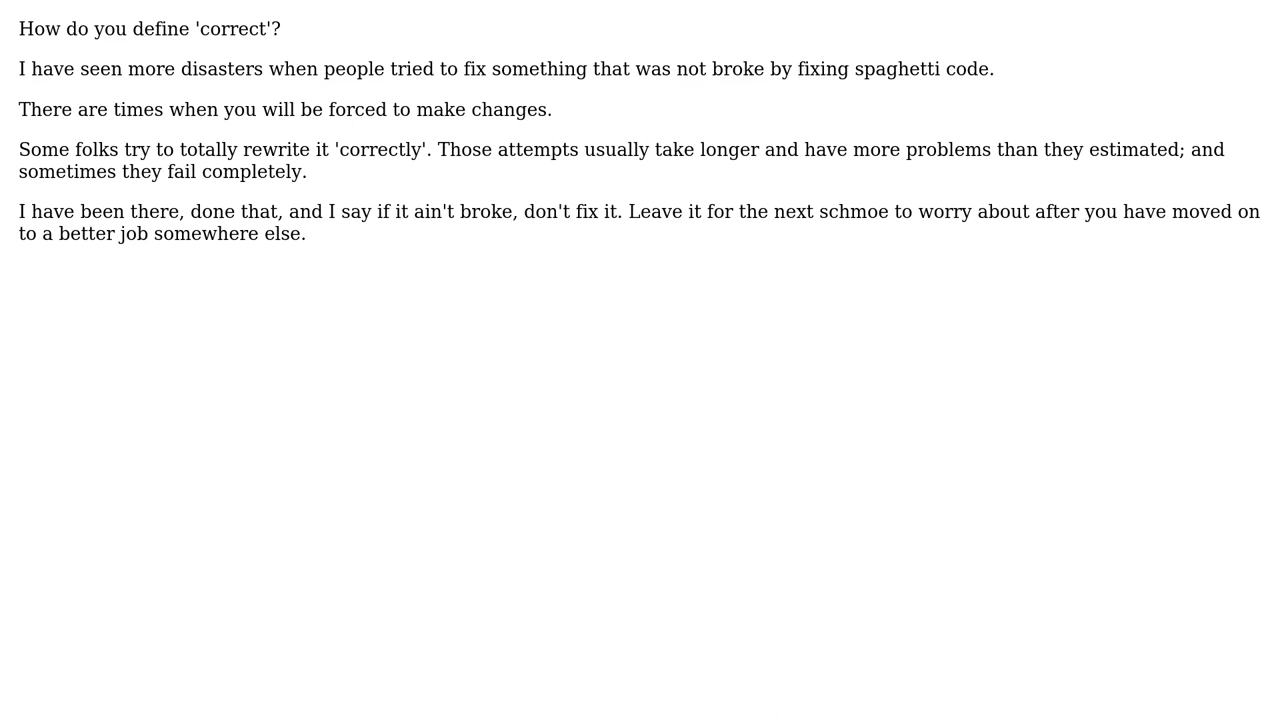 How do you define 'correct'?
I have seen more disasters when people tried to fix something that was not broke by fixing spaghetti code.
There are times when you will be forced to make changes.
Some folks try to totally rewrite it 'correctly'. Those attempts usually take longer and have more problems than they estimated; and
sometimes they fail completely.
I have been there, done that, and I say if it ain't broke, don't fix it. Leave it for the next schmoe to worry about after you have moved on
to a better job somewhere else.